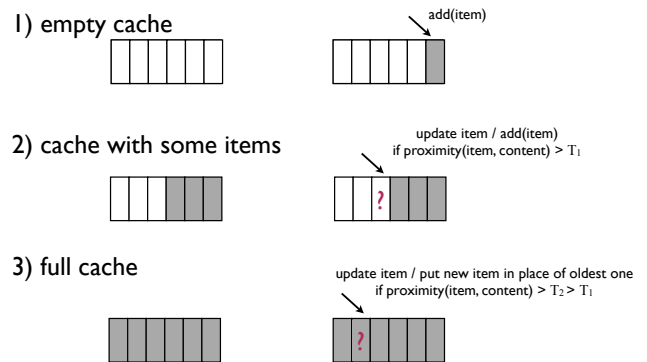 1) empty cache
add(item)
2) cache with some items
update item / add(item)
if proximity(item, content) > T₁
?
3) full cache
update item / put new item in place of oldest one
if proximity(item, content) > T₂ > T₁
?